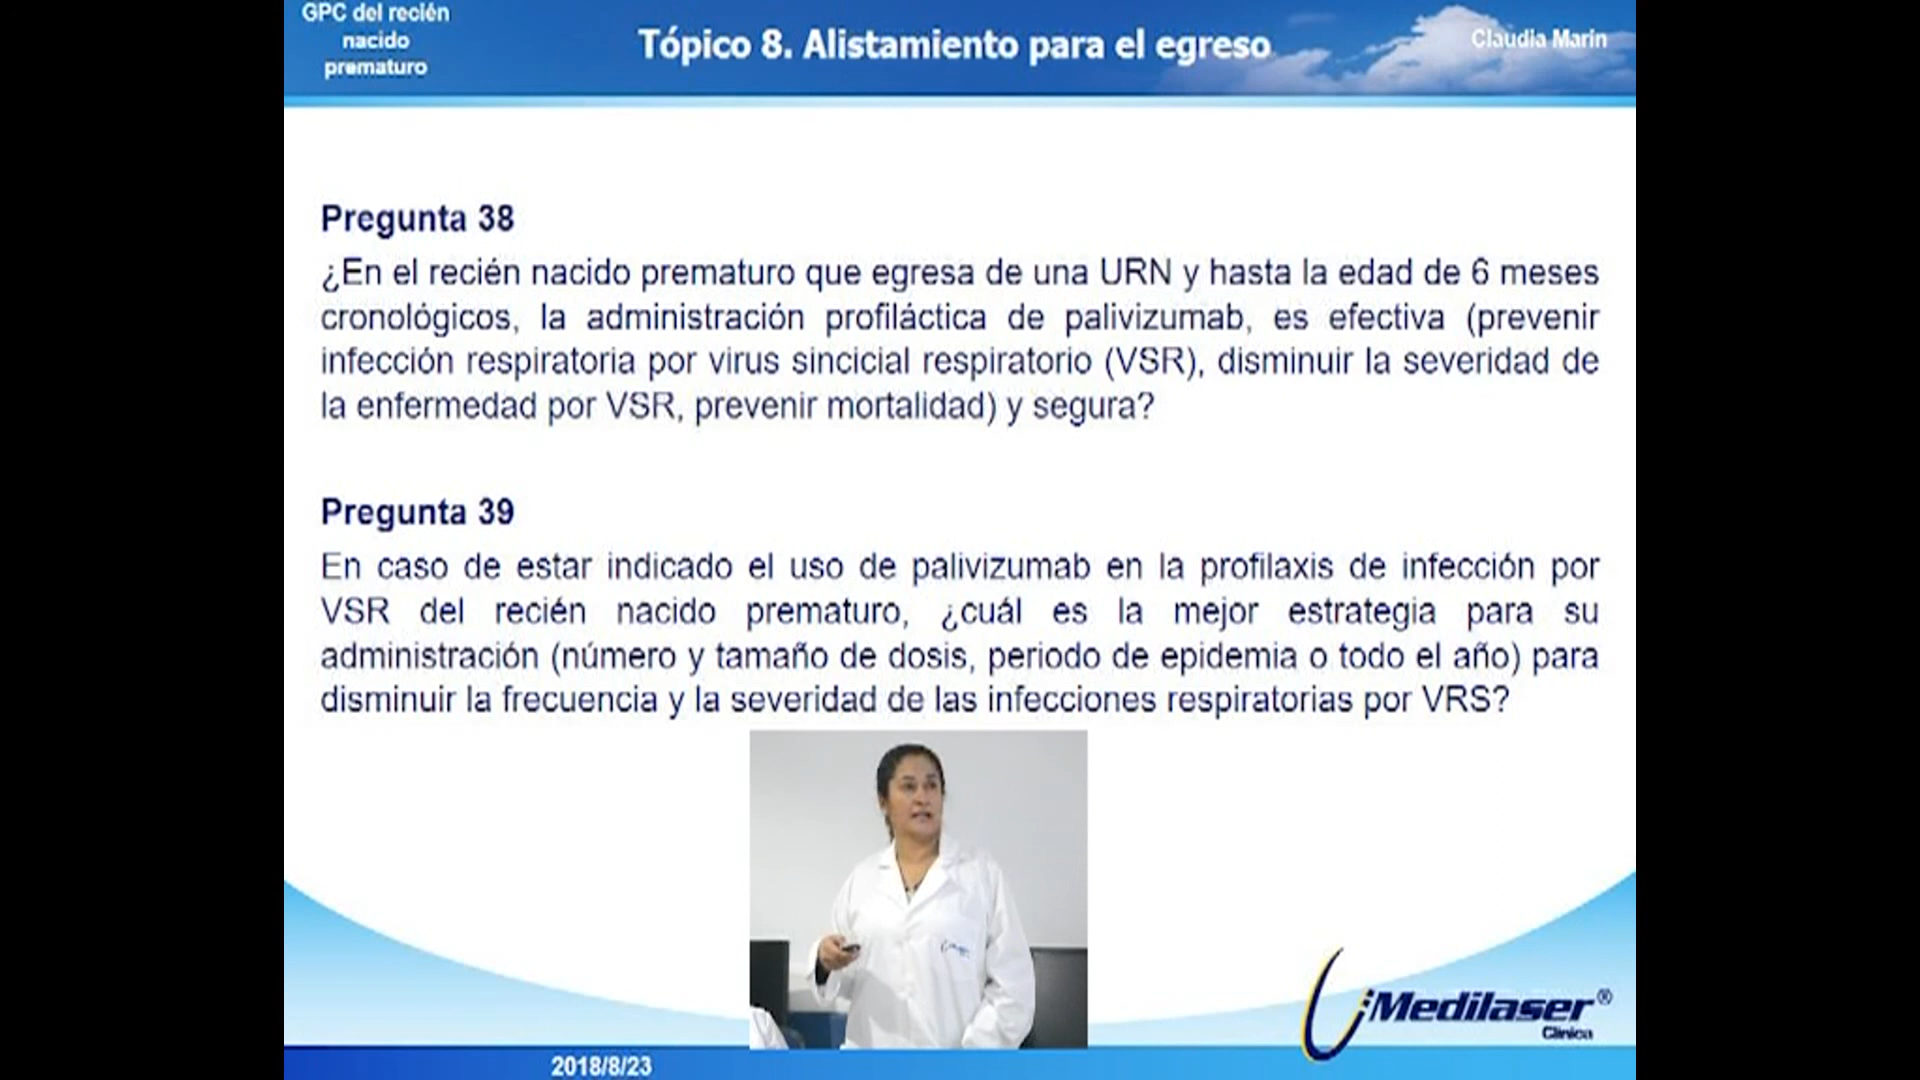 GPC del recién
nacido
prematuro
Tópico 8. Alistamiento para el egreso
Claudia Marin
Pregunta 38
¿En el recién nacido prematuro que egresa de una URN y hasta la edad de 6 meses
cronológicos, la administración profiláctica de palivizumab, es efectiva (prevenir
infección respiratoria por virus sincicial respiratorio (VSR), disminuir la severidad de
la enfermedad por VSR, prevenir mortalidad) y segura?
Pregunta 39
En caso de estar indicado el uso de palivizumab en la profilaxis de infección por
VSR del recién nacido prematuro, ¿cuál es la mejor estrategia para su
administración (número y tamaño de dosis, periodo de epidemia o todo el año) para
disminuir la frecuencia y la severidad de las infecciones respiratorias por VRS?
Medilaser®
Clínica
2018/8/23